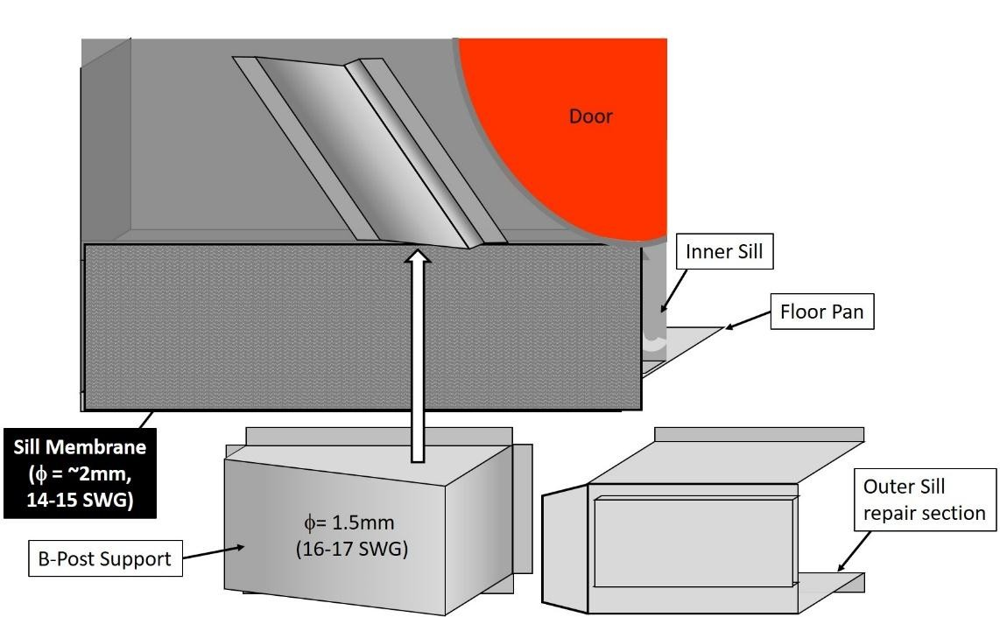 Door
Inner Sill
Floor Pan
Sill Membrane
(ϕ = ~2mm,
14-15 SWG)
ϕ= 1.5mm
(16-17 SWG)
B-Post Support
Outer Sill
repair section